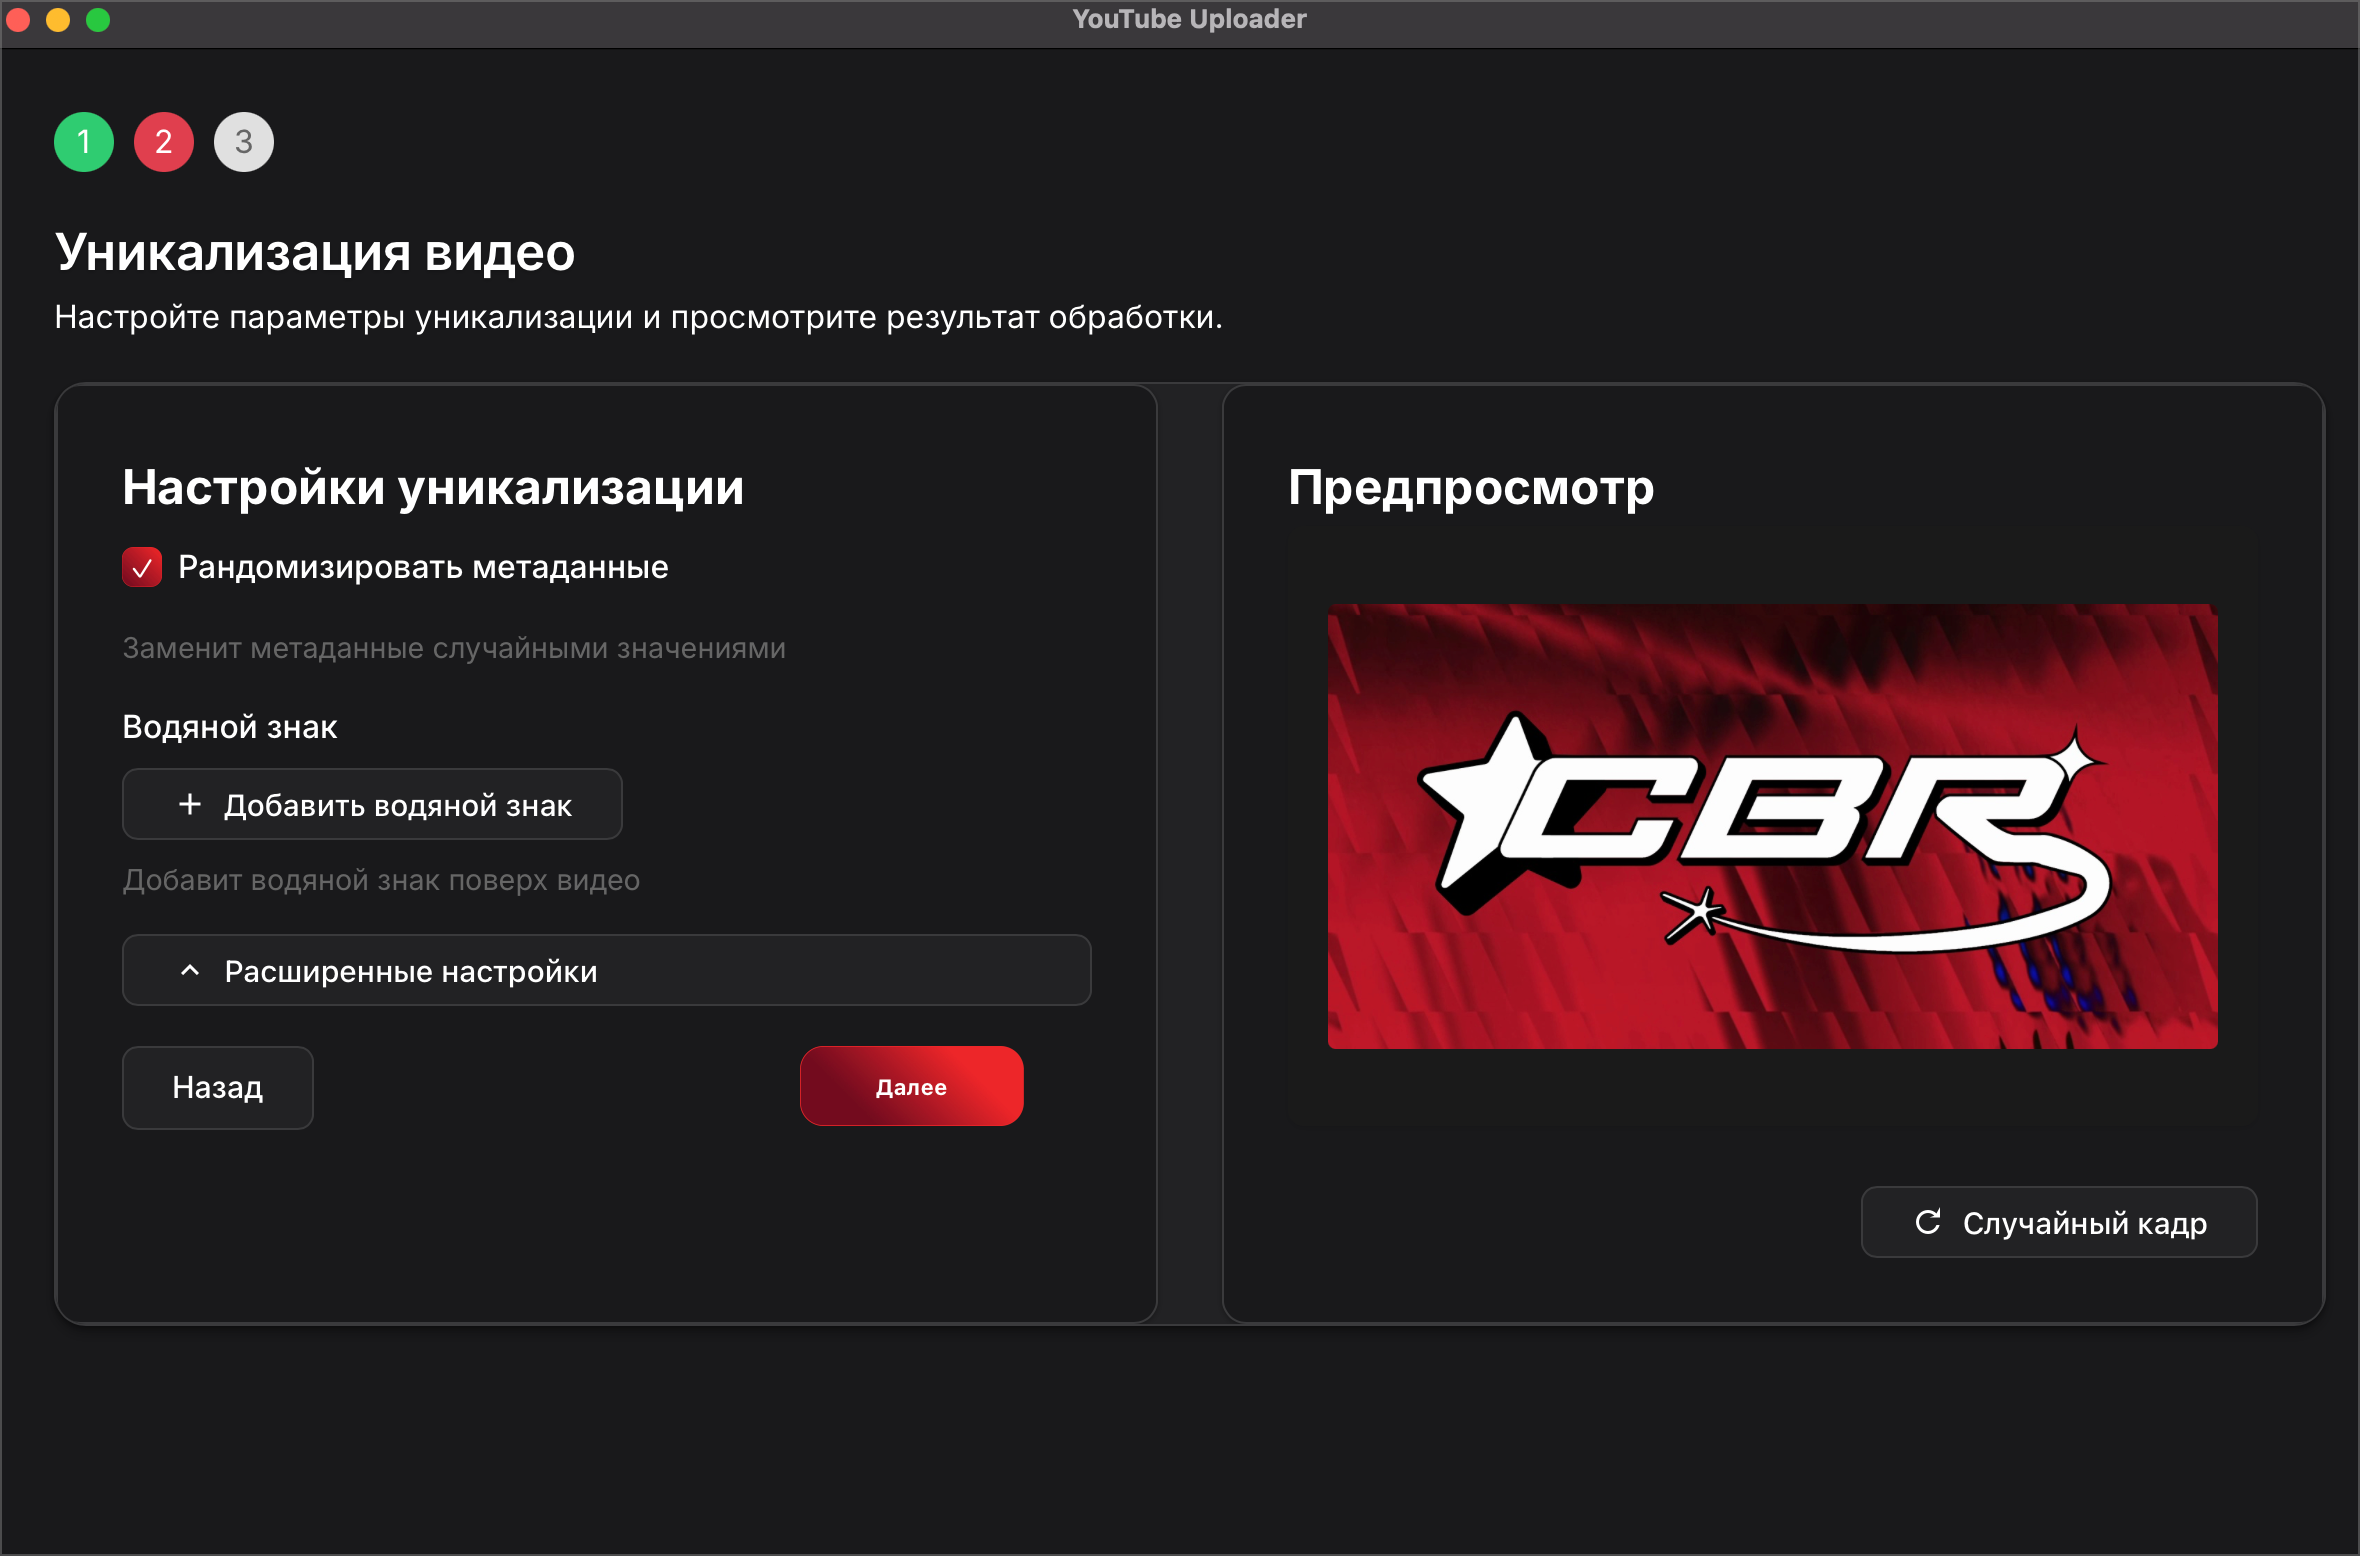 YouTube Uploader
1 2 3
Уникализация видео
Настройте параметры уникализации и просмотрите результат обработки.
Настройки уникализации
Рандомизировать метаданные
Заменит метаданные случайными значениями
Водяной знак
+ Добавить водяной знак
Добавит водяной знак поверх видео
Расширенные настройки
Назад
Далее
Предпросмотр
CBR
Случайный кадр